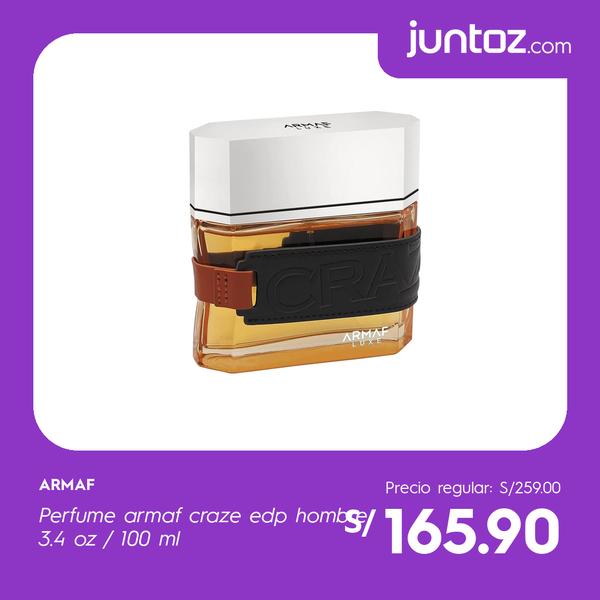 juntoz.com
ARMAF
LUXE
CRAZ
ARMAF
LUXE
ARMAF
Precio regular: S/259.00
Perfume armaf craze edp hombre
3.4 oz / 100 ml
S/ 165.90